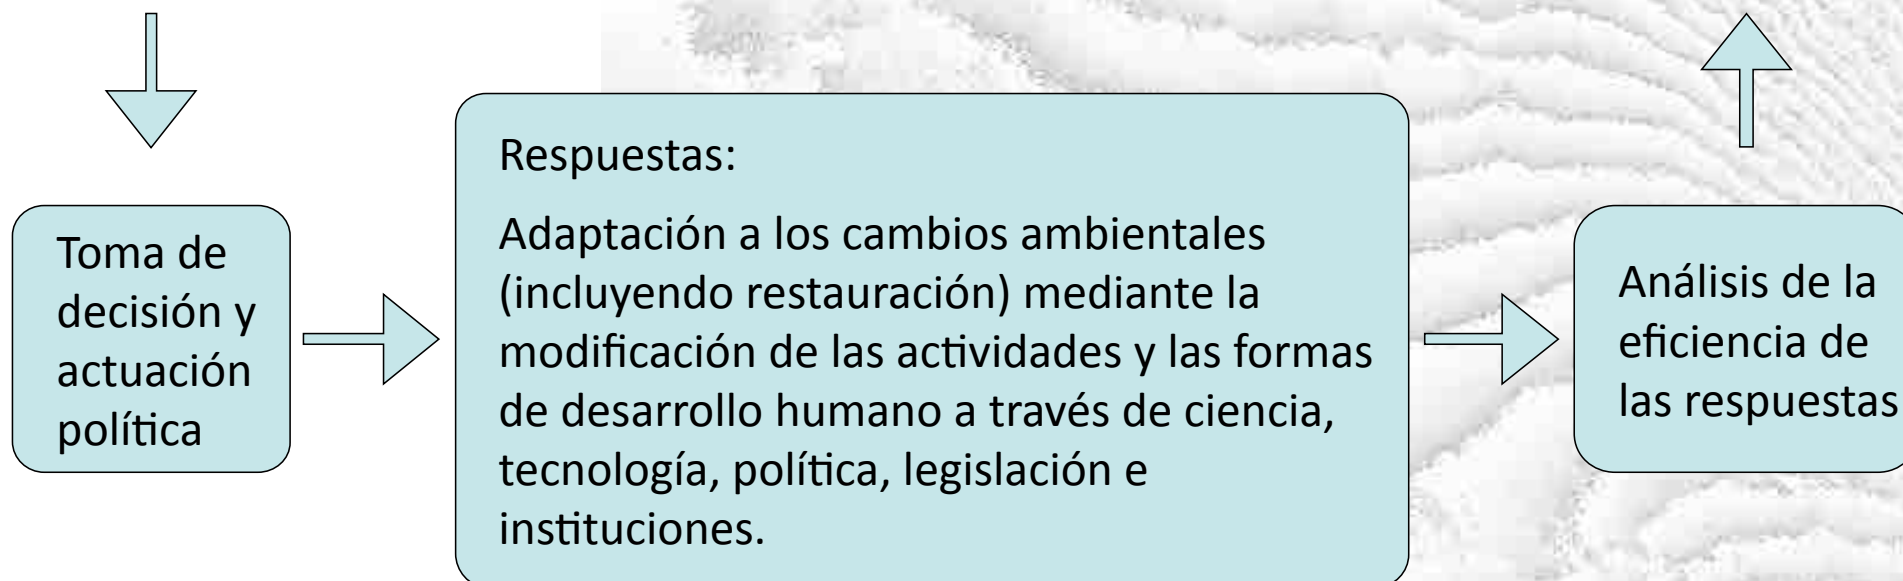 Toma de
decisión y
actuación
política
Respuestas:
Adaptación a los cambios ambientales
(incluyendo restauración) mediante la
modificación de las actividades y las formas
de desarrollo humano a través de ciencia,
tecnología, política, legislación e
instituciones.
Análisis de la
eficiencia de
las respuestas